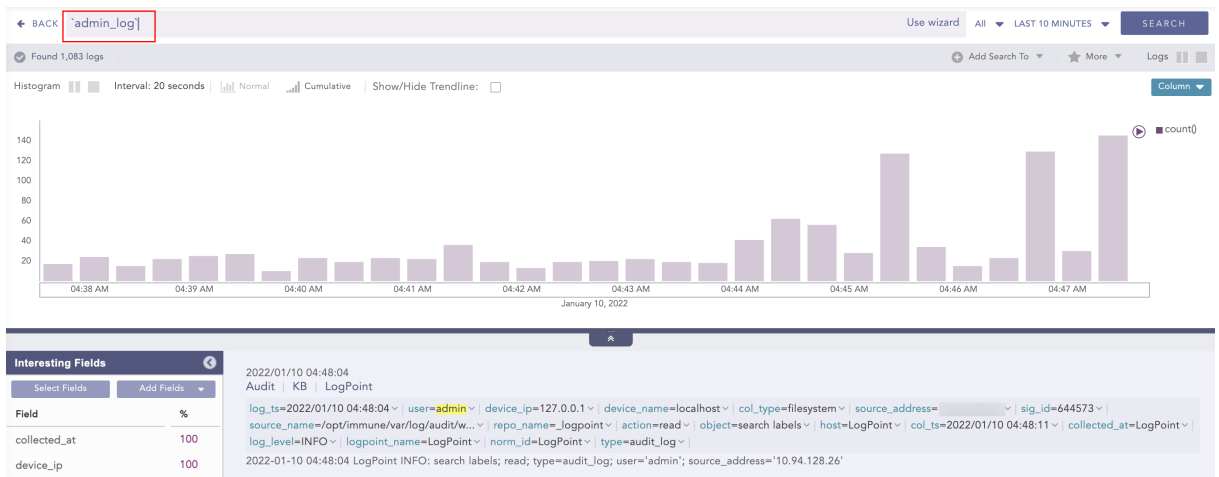 BACK `admin_log` Use wizard All LAST 10 MINUTES SEARCH
Found 1,083 logs Add Search To More Logs
Histogram Interval: 20 seconds Normal Cumulative Show/Hide Trendline: Column
count()
140
120
100
80
60
40
20
04:38 AM 04:39 AM 04:40 AM 04:41 AM 04:42 AM 04:43 AM 04:44 AM 04:45 AM 04:46 AM 04:47 AM
January 10, 2022
Interesting Fields
Select Fields Add Fields
Field %
collected_at 100
device_ip 100
2022/01/10 04:48:04
Audit | KB | LogPoint
log_ts=2022/01/10 04:48:04 | user=admin | device_ip=127.0.0.1 | device_name=localhost | col_type=filesystem | source_address= | sig_id=644573 |
source_name=/opt/immune/var/log/audit/w... | repo_name=_logpoint | action=read | object=search labels | host=LogPoint | col_ts=2022/01/10 04:48:11 | collected_at=LogPoint |
log_level=INFO | logpoint_name=LogPoint | norm_id=LogPoint | type=audit_log |
2022-01-10 04:48:04 LogPoint INFO: search labels; read; type=audit_log; user='admin'; source_address='10.94.128.26'